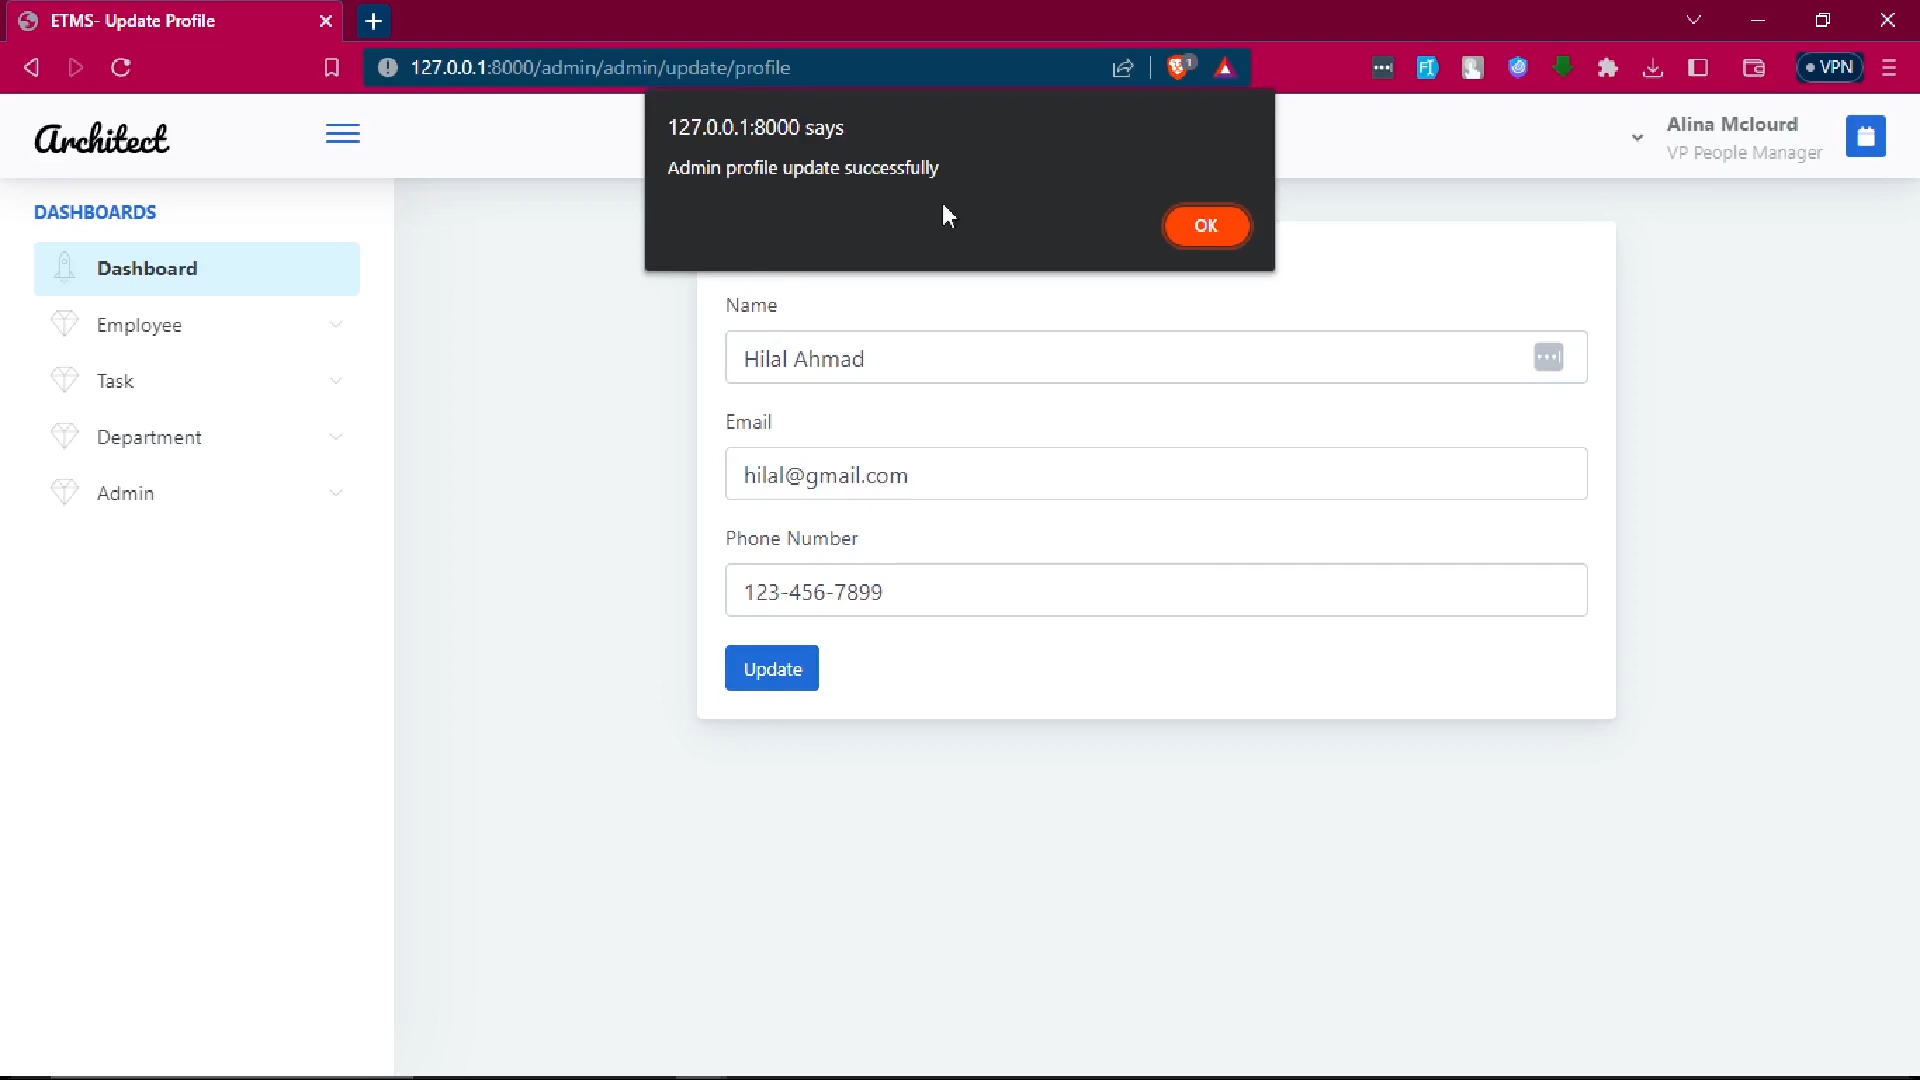 ETMS- Update Profile
127.0.0.1:8000/admin/admin/update/profile
1
VPN
127.0.0.1:8000 says
Admin profile update successfully
OK
Architect
Alina Mclourd
VP People Manager
DASHBOARDS
Dashboard
Employee
Task
Department
Admin
Name
Hilal Ahmad
Email
hilal@gmail.com
Phone Number
123-456-7899
Update